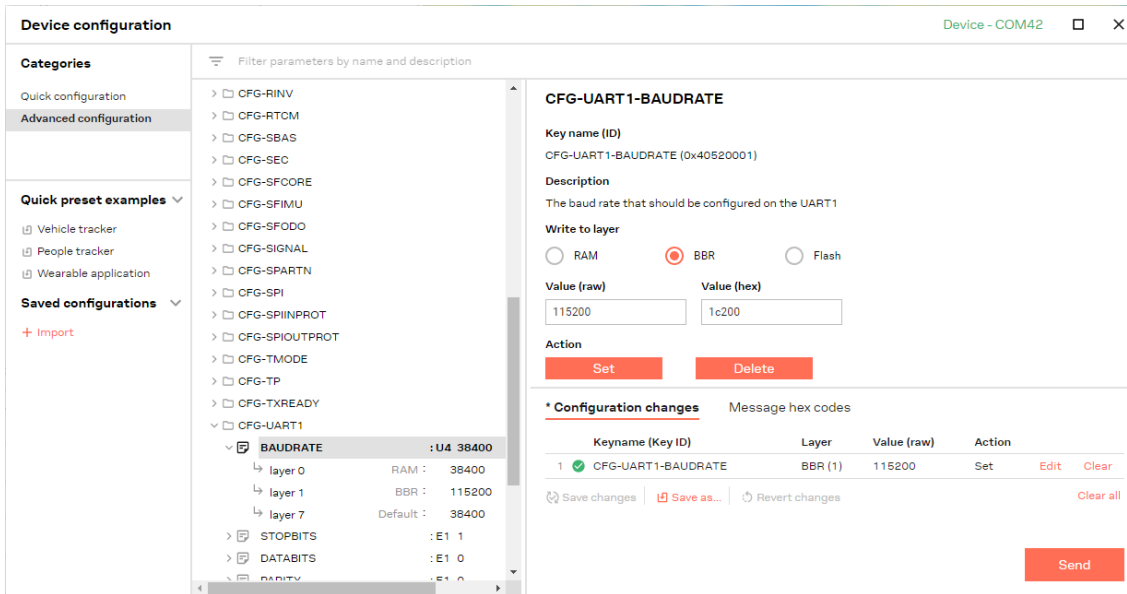 Device configuration
Device - COM42
Categories
Quick configuration
Advanced configuration
Quick preset examples
Vehicle tracker
People tracker
Wearable application
Saved configurations
+ Import
Filter parameters by name and description
CFG-RINV
CFG-RTCM
CFG-SBAS
CFG-SEC
CFG-SFCORE
CFG-SFIMU
CFG-SFODO
CFG-SIGNAL
CFG-SPARTN
CFG-SPI
CFG-SPIINPROT
CFG-SPIOUTPROT
CFG-TMODE
CFG-TP
CFG-TXREADY
CFG-UART1
BAUDRATE : U4 38400
layer 0 RAM : 38400
layer 1 BBR : 115200
layer 7 Default : 38400
STOPBITS : E1 1
DATABITS : E1 0
PARITY : E1 0
CFG-UART1-BAUDRATE
Key name (ID)
CFG-UART1-BAUDRATE (0x40520001)
Description
The baud rate that should be configured on the UART1
Write to layer
RAM BBR Flash
Value (raw) Value (hex)
115200 1c200
Action
Set Delete
* Configuration changes Message hex codes
Keyname (Key ID) Layer Value (raw) Action
1 CFG-UART1-BAUDRATE BBR (1) 115200 Set Edit Clear
Save changes Save as... Revert changes Clear all
Send